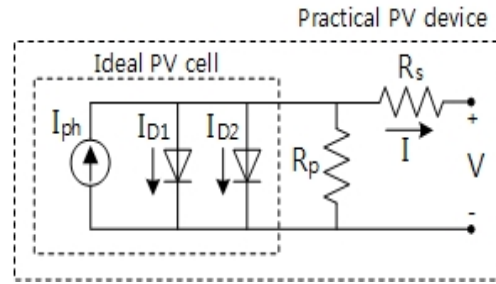 Practical PV device
Ideal PV cell
Rs
Iph
ID1
ID2
Rp
I
+
V
-